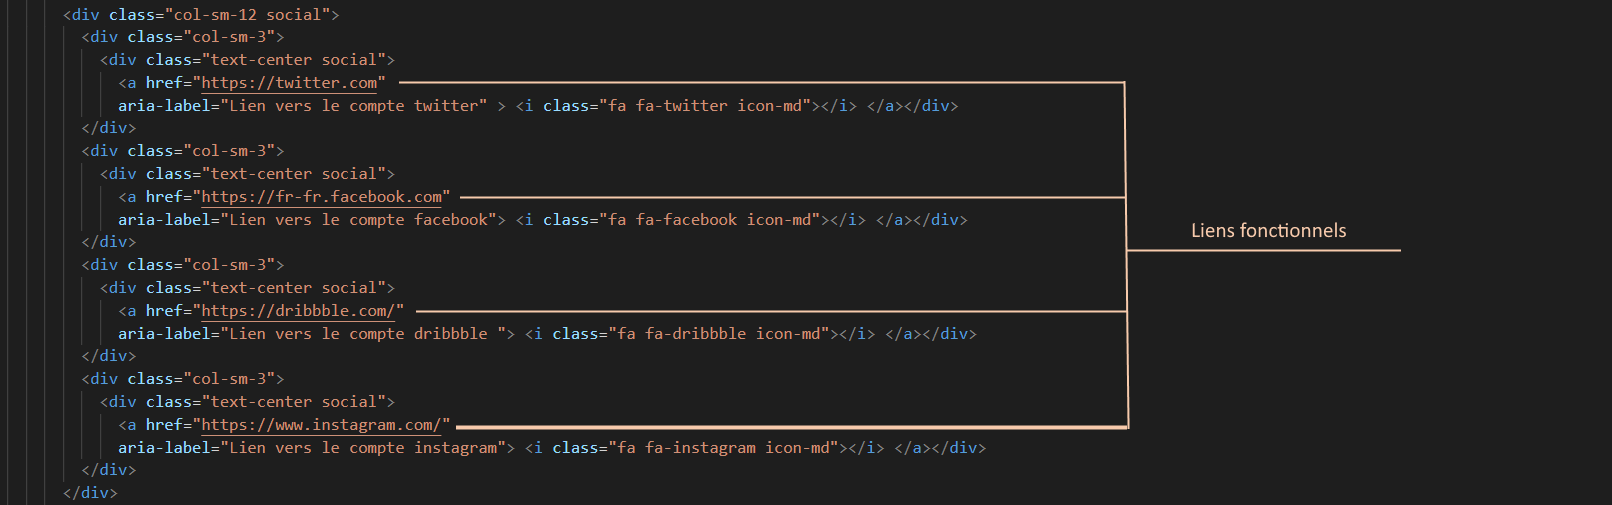 <div class="col-sm-12 social">
<div class="col-sm-3">
<div class="text-center social">
<a href="https://twitter.com"
aria-label="Lien vers le compte twitter" > <i class="fa fa-twitter icon-md"></i> </a></div>
</div>
<div class="col-sm-3">
<div class="text-center social">
<a href="https://fr-fr.facebook.com"
aria-label="Lien vers le compte facebook"> <i class="fa fa-facebook icon-md"></i> </a></div>
</div>
Liens fonctionnels
<div class="col-sm-3">
<div class="text-center social">
<a href="https://dribbble.com/"
aria-label="Lien vers le compte dribbble "> <i class="fa fa-dribbble icon-md"></i> </a></div>
</div>
<div class="col-sm-3">
<div class="text-center social">
<a href="https://www.instagram.com/"
aria-label="Lien vers le compte instagram"> <i class="fa fa-instagram icon-md"></i> </a></div>
</div>
</div>